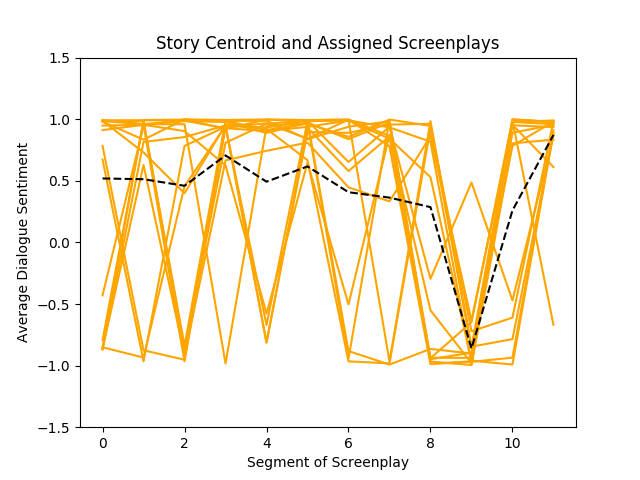 Story Centroid and Assigned Screenplays
1.5
1.0
0.5
0.0
−0.5
−1.0
−1.5
Average Dialogue Sentiment
0 2 4 6 8 10
Segment of Screenplay